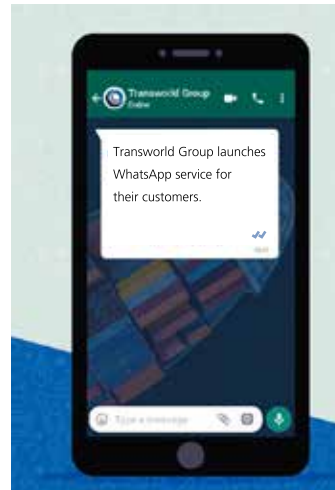 Transworld Group
Online
Transworld Group launches
WhatsApp service for
their customers.
Type a message